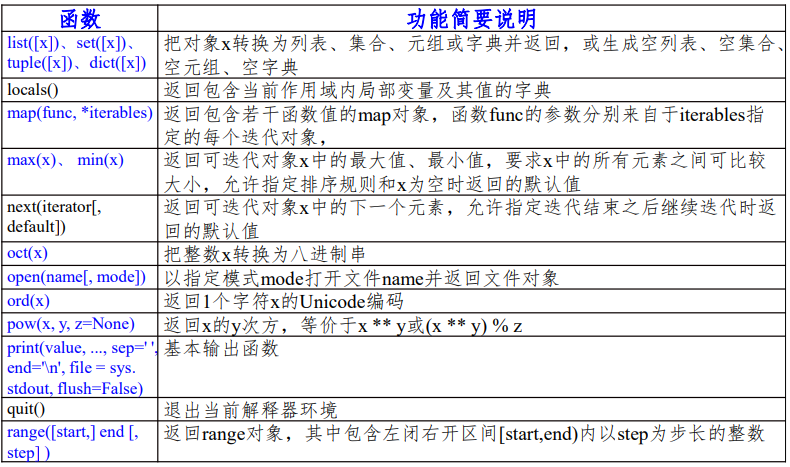 函数 功能简要说明
list([x])、set([x])、 把对象x转换为列表、集合、元组或字典并返回，或生成空列表、空集合、
tuple([x])、dict([x]) 空元组、空字典
locals() 返回包含当前作用域内局部变量及其值的字典
map(func, *iterables) 返回包含若干函数值的map对象，函数func的参数分别来自于iterables指
定的每个迭代对象，
max(x)、 min(x) 返回可迭代对象x中的最大值、最小值，要求x中的所有元素之间可比较
大小，允许指定排序规则和x为空时返回的默认值
next(iterator[, 返回可迭代对象x中的下一个元素，允许指定迭代结束之后继续迭代时返
default]) 回的默认值
oct(x) 把整数x转换为八进制串
open(name[, mode]) 以指定模式mode打开文件name并返回文件对象
ord(x) 返回1个字符x的Unicode编码
pow(x, y, z=None) 返回x的y次方，等价于x ** y或(x ** y) % z
print(value, ..., sep=' ', 基本输出函数
end='\n', file = sys.
stdout, flush=False)
quit() 退出当前解释器环境
range([start,] end [, 返回range对象，其中包含左闭右开区间[start,end)内以step为步长的整数
step] )